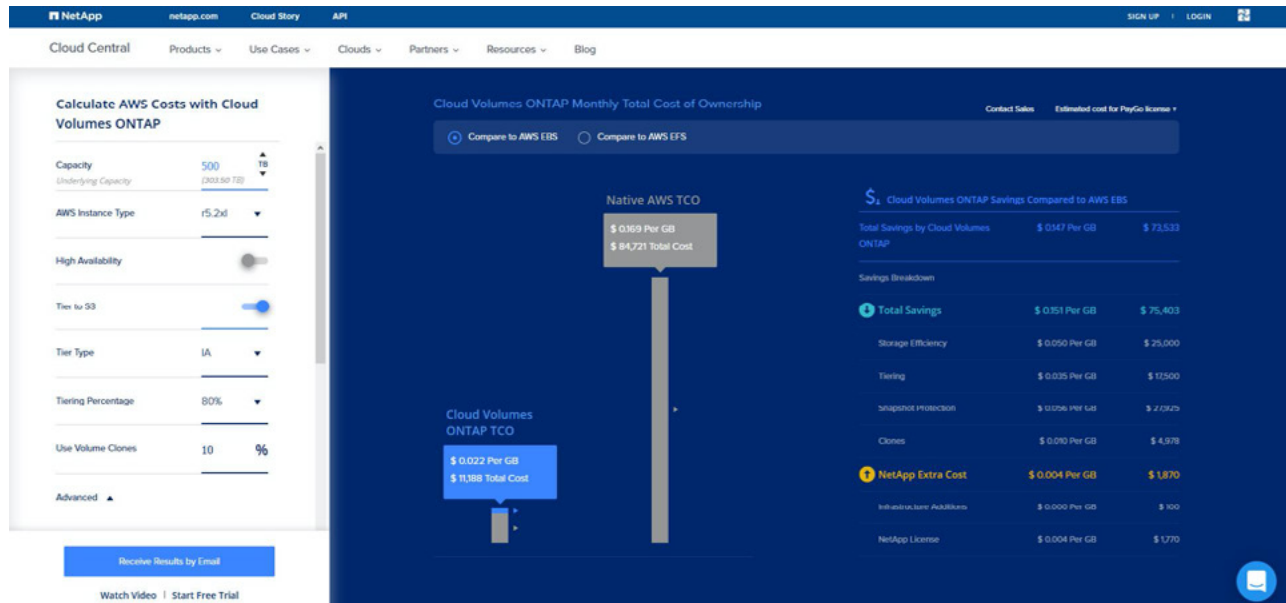 NetApp
netapp.com
Cloud Story
API
SIGN UP | LOGIN
Cloud Central
Products
Use Cases
Clouds
Partners
Resources
Blog
Calculate AWS Costs with Cloud
Volumes ONTAP
Capacity
500
TB
Underlying Capacity
(303.50 TB)
AWS Instance Type
r5.2xl
High Availability
Tier to S3
Tier Type
IA
Tiering Percentage
80%
Use Volume Clones
10
%
Advanced
Receive Results by Email
Watch Video | Start Free Trial
Cloud Volumes ONTAP Monthly Total Cost of Ownership
Contact Sales
Estimated cost for PayGo license
Compare to AWS EBS
Compare to AWS EFS
Native AWS TCO
$ 0.169 Per GB
$ 84,721 Total Cost
Cloud Volumes
ONTAP TCO
$ 0.022 Per GB
$ 11,188 Total Cost
Cloud Volumes ONTAP Savings Compared to AWS EBS
Total Savings by Cloud Volumes
ONTAP
$ 0.147 Per GB
$ 73,533
Savings Breakdown
Total Savings
$ 0.151 Per GB
$ 75,403
Storage Efficiency
$ 0.050 Per GB
$ 25,000
Tiering
$ 0.035 Per GB
$ 17,500
Snapshot Protection
$ 0.056 Per GB
$ 27,925
Clones
$ 0.010 Per GB
$ 4,978
NetApp Extra Cost
$ 0.004 Per GB
$ 1,870
Infrastructure Additions
$ 0.000 Per GB
$ 100
NetApp License
$ 0.004 Per GB
$ 1,770